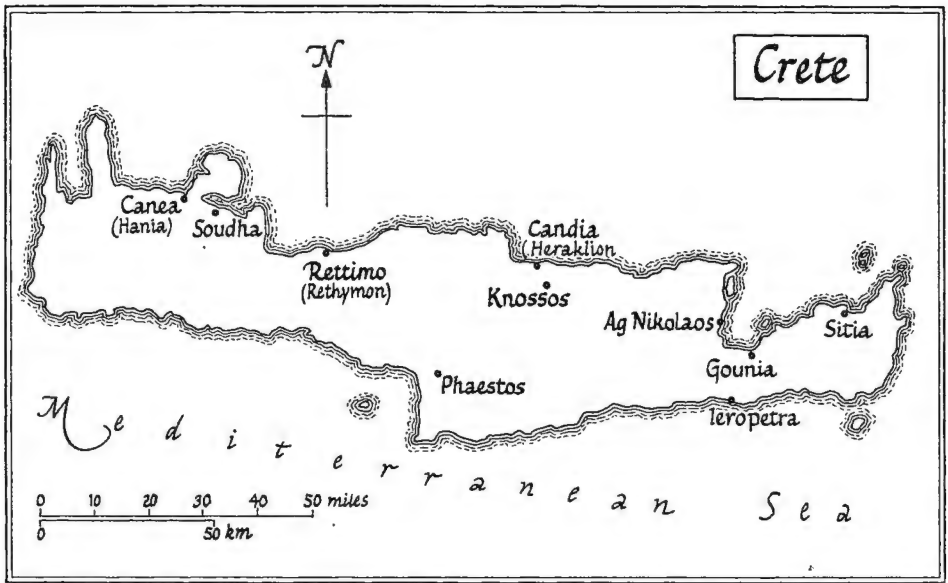 N
Crete
Canea
(Hania)
Soudha
Rettimo
(Rethymon)
Candia
(Heraklion
Knossos
Ag Nikolaos
Sitia
Gounia
Phaestos
Ieropetra
Mediterranean Sea
0 10 20 30 40 50 miles
0 50 km